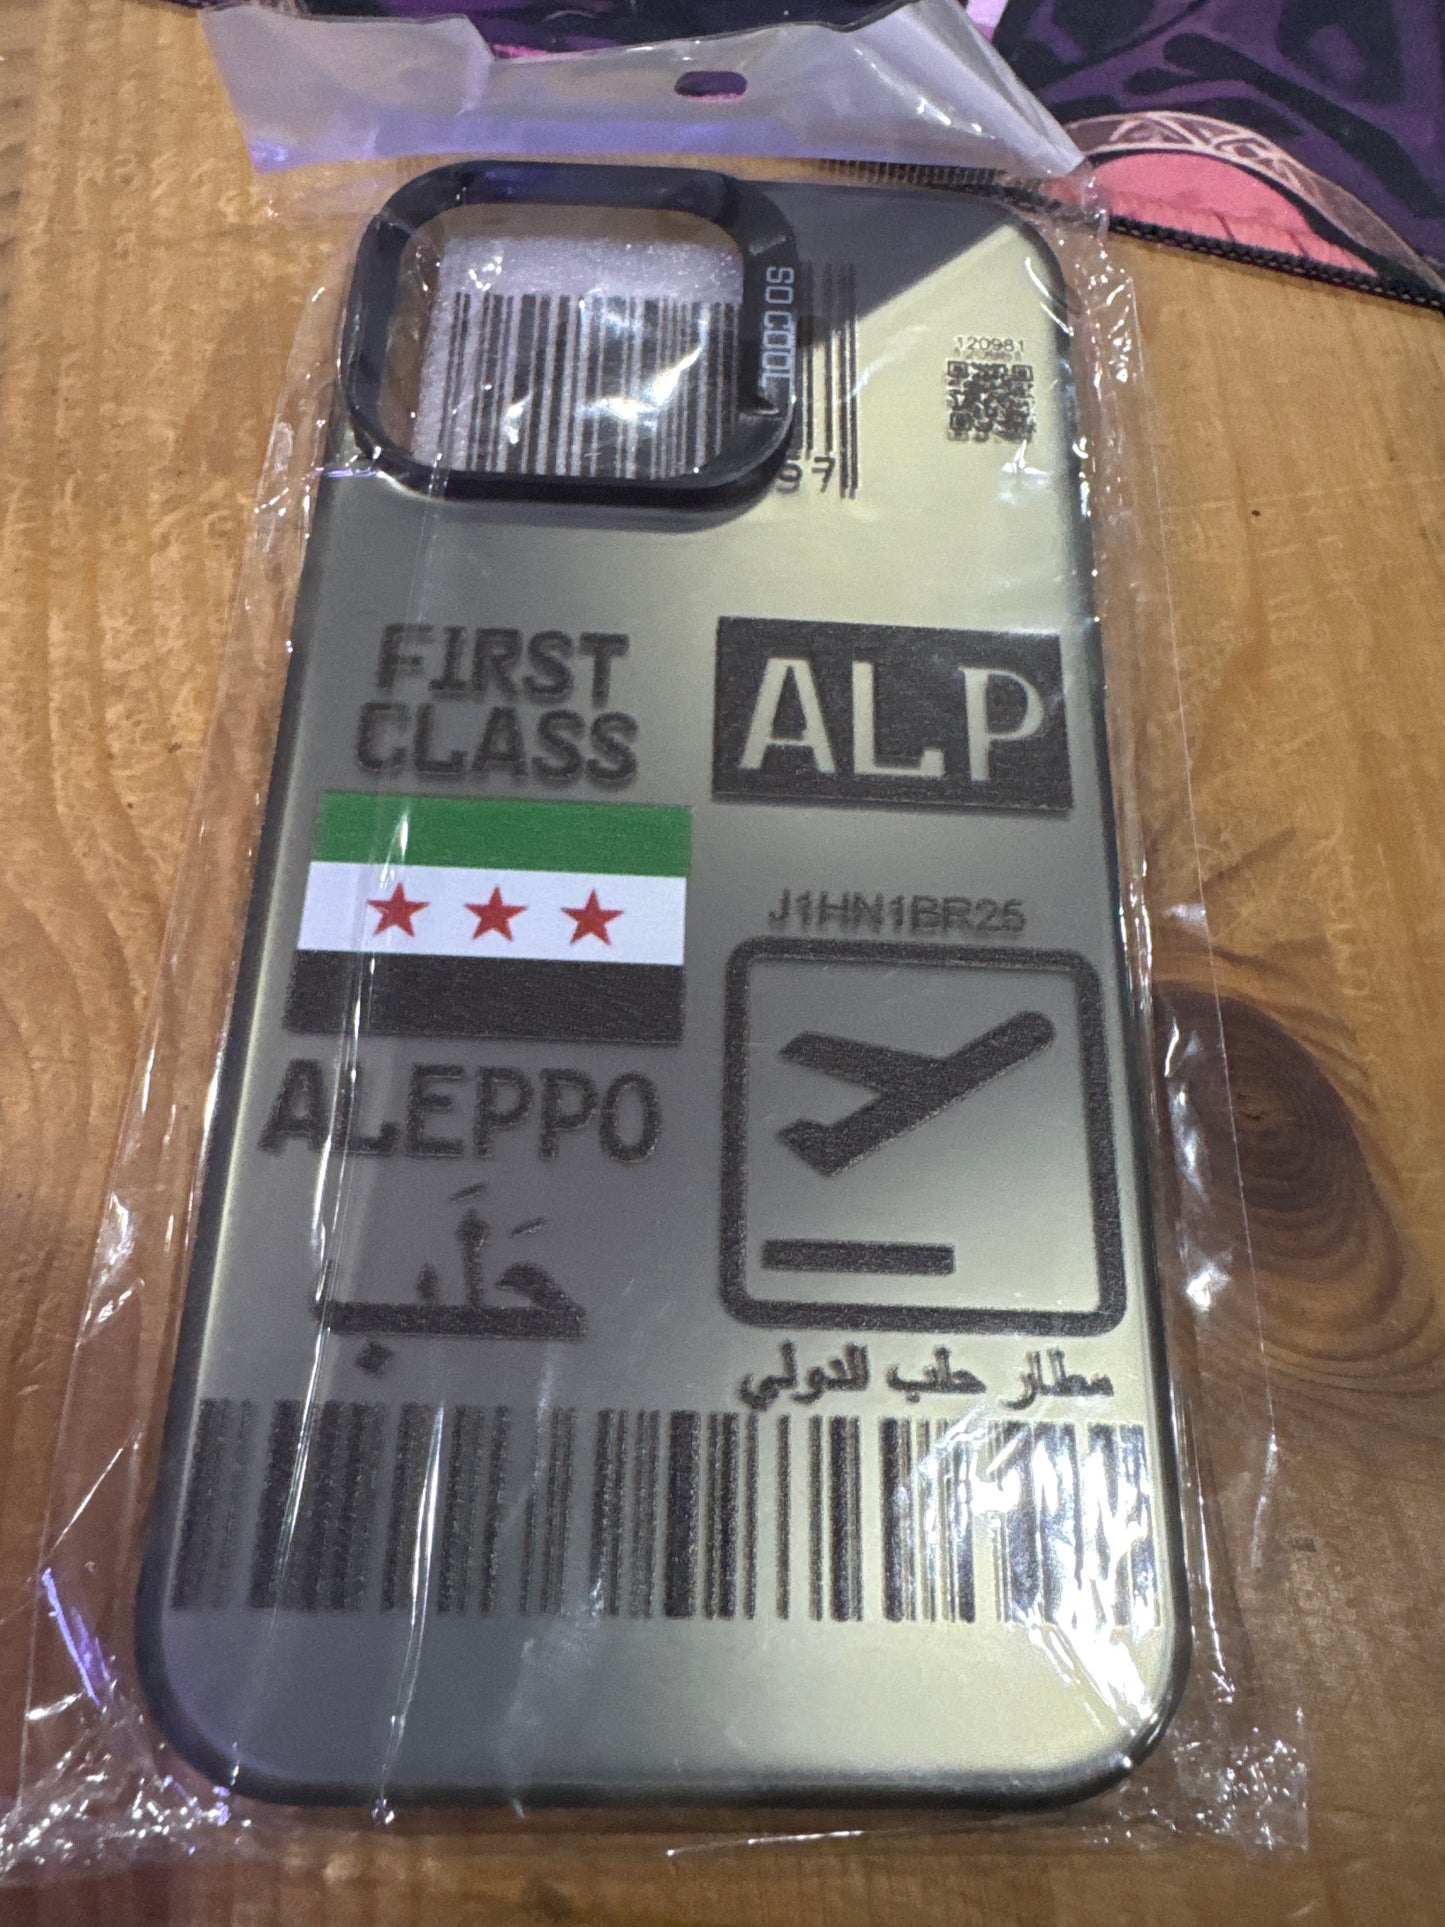 SO COOL
97
120981
FIRST
CLASS
ALP
J1HN1BR25
ALEPPO
حَلَب
مطار حلب الدولي